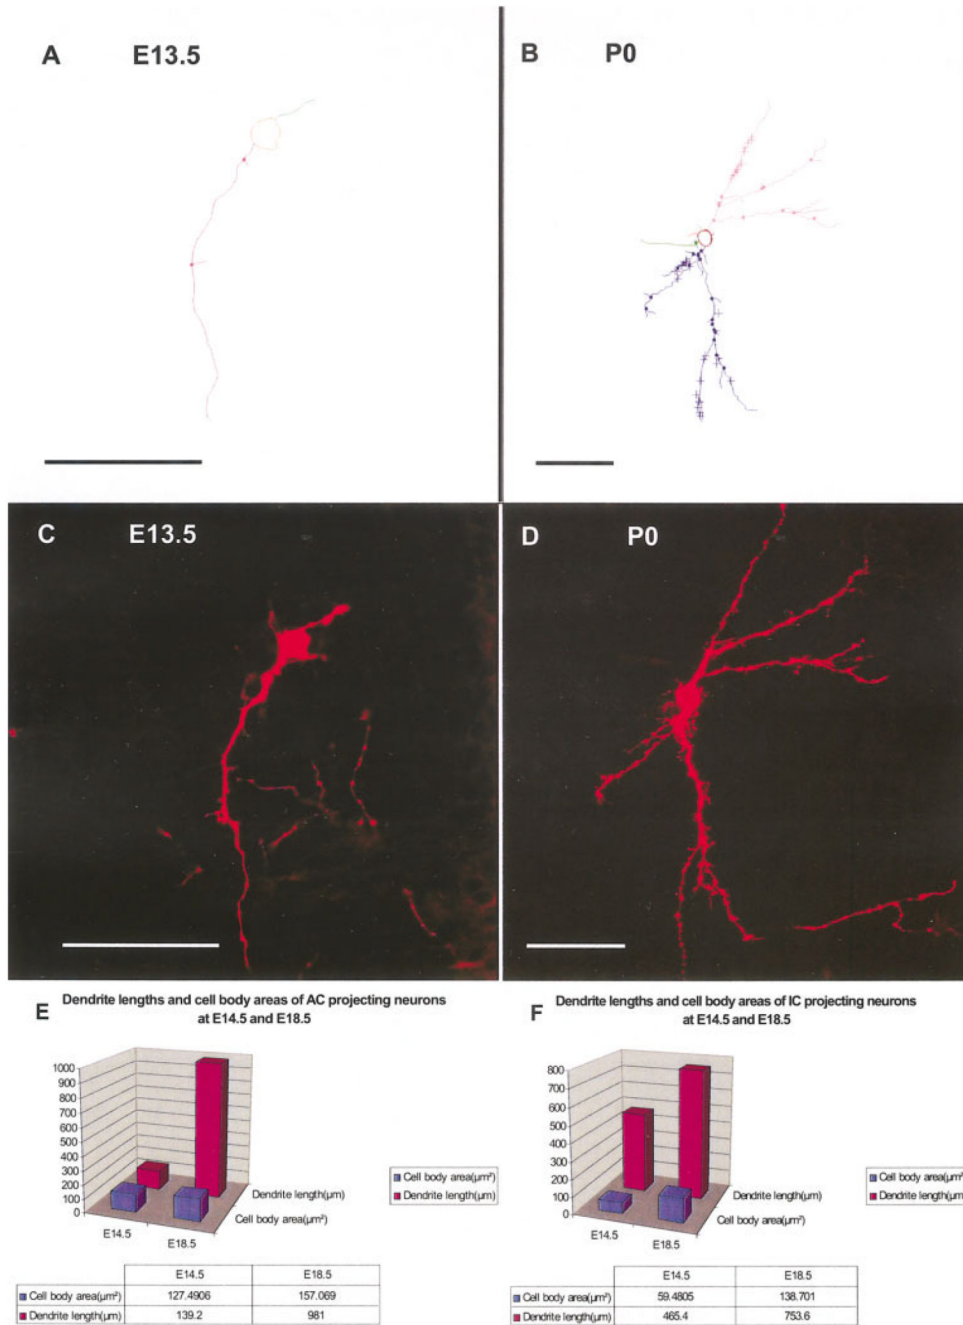 A E13.5
B P0
C E13.5
D P0
E
Dendrite lengths and cell body areas of AC projecting neurons
at E14.5 and E18.5
1000
900
800
700
600
500
400
300
200
100
0
E14.5
E18.5
Dendrite length(µm)
Cell body area(µm²)
Cell body area(µm²)
Dendrite length(µm)
E14.5 E18.5
Cell body area(µm²) 127.4906 157.069
Dendrite length(µm) 139.2 981
F
Dendrite lengths and cell body areas of IC projecting neurons
at E14.5 and E18.5
800
700
600
500
400
300
200
100
0
E14.5
E18.5
Dendrite length(µm)
Cell body area(µm²)
Cell body area(µm²)
Dendrite length(µm)
E14.5 E18.5
Cell body area(µm²) 59.4805 138.701
Dendrite length(µm) 465.4 753.6